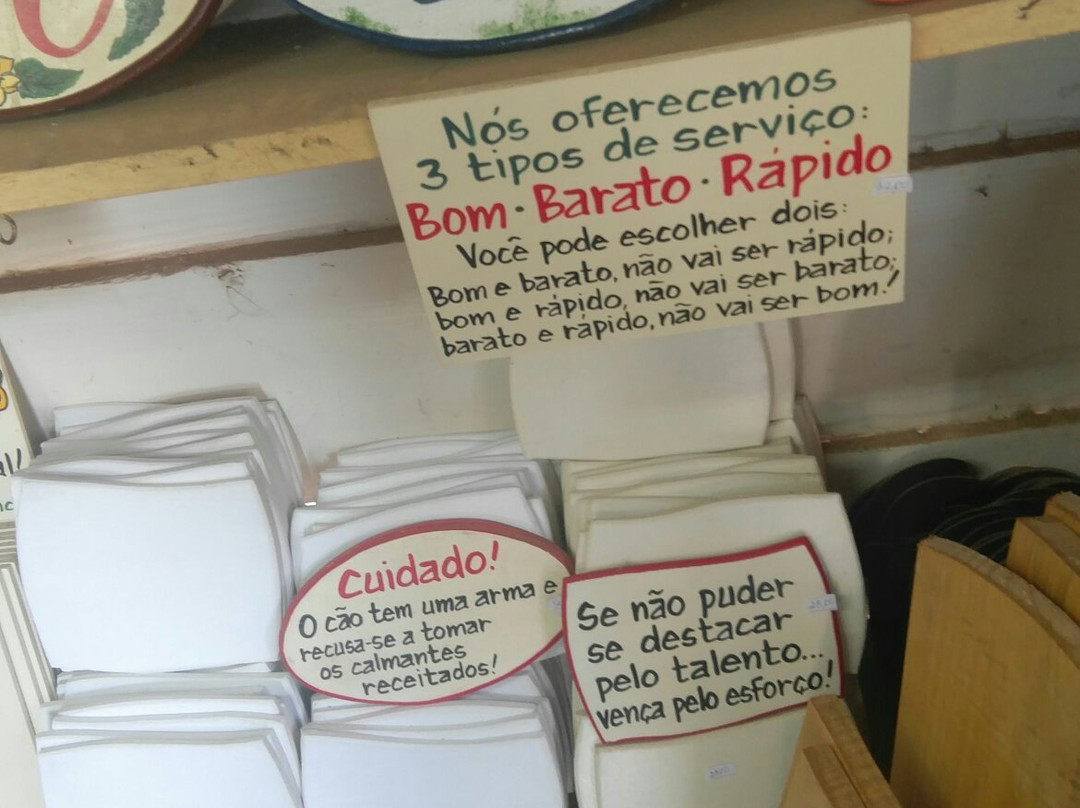 Nós oferecemos
3 tipos de serviço:
Bom · Barato · Rápido
Você pode escolher dois:
Bom e barato, não vai ser rápido;
bom e rápido, não vai ser barato;
barato e rápido, não vai ser bom!
Cuidado!
O cão tem uma arma e
recusa-se a tomar
os calmantes
receitados!
Se não puder
se destacar
pelo talento...
vença pelo esforço!